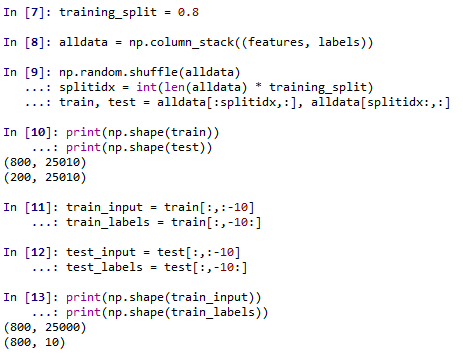 In [7]: training_split = 0.8
In [8]: alldata = np.column_stack((features, labels))
In [9]: np.random.shuffle(alldata)
...: splitidx = int(len(alldata) * training_split)
...: train, test = alldata[:splitidx,:], alldata[splitidx:,:]
In [10]: print(np.shape(train))
...: print(np.shape(test))
(800, 25010)
(200, 25010)
In [11]: train_input = train[:,:-10]
...: train_labels = train[:,-10:]
In [12]: test_input = test[:,:-10]
...: test_labels = test[:,-10:]
In [13]: print(np.shape(train_input))
...: print(np.shape(train_labels))
(800, 25000)
(800, 10)